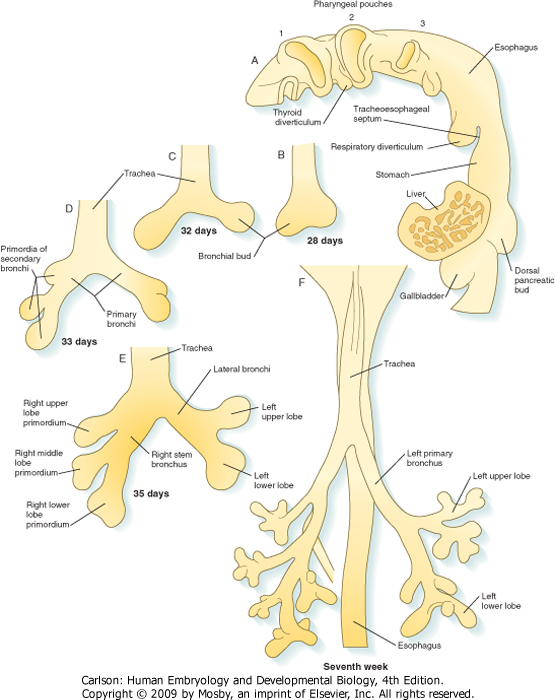 Pharyngeal pouches
1
2
3
A
Esophagus
Thyroid
diverticulum
Tracheoesophageal
septum
Respiratory diverticulum
Stomach
Liver
Dorsal
pancreatic
bud
Gallbladder
C
B
Trachea
32 days
28 days
Bronchial bud
D
Primordia of
secondary
bronchi
Primary
bronchi
33 days
E
Trachea
Lateral bronchi
Right upper
lobe
primordium
Left
upper lobe
Right middle
lobe
primordium
Right stem
bronchus
Left
lower lobe
35 days
Right lower
lobe
primordium
F
Trachea
Left primary
bronchus
Left upper lobe
Left
lower lobe
Esophagus
Seventh week
Carlson: Human Embryology and Developmental Biology, 4th Edition.
Copyright © 2009 by Mosby, an imprint of Elsevier, Inc. All rights reserved.